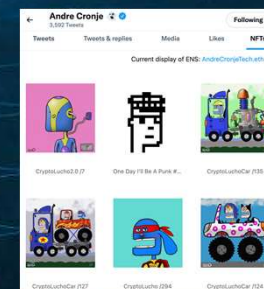 Andre Cronje
3,592 Tweets
Following
Tweets Tweets & replies Media Likes NFTs
Current display of ENS: AndreCronjeTech.eth
CryptoLucho2.0 /7 One Day I'll Be A Punk #... CryptoLuchoCar /135
CryptoLuchoCar /127 CryptoLucho /294 CryptoLuchoCar /124